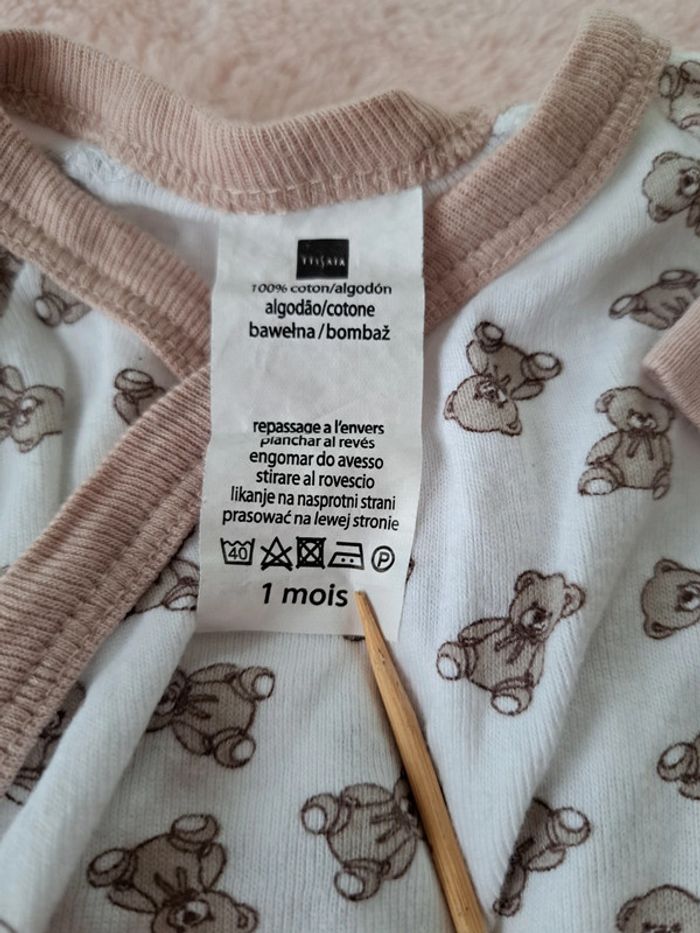 100% coton/algodón
algodão/cotone
bawełna/bombaž
repassage a l'envers
planchar al revés
engomar do avesso
stirare al rovescio
likanje na nasprotni strani
prasować na lewej stronie
40 P
1 mois